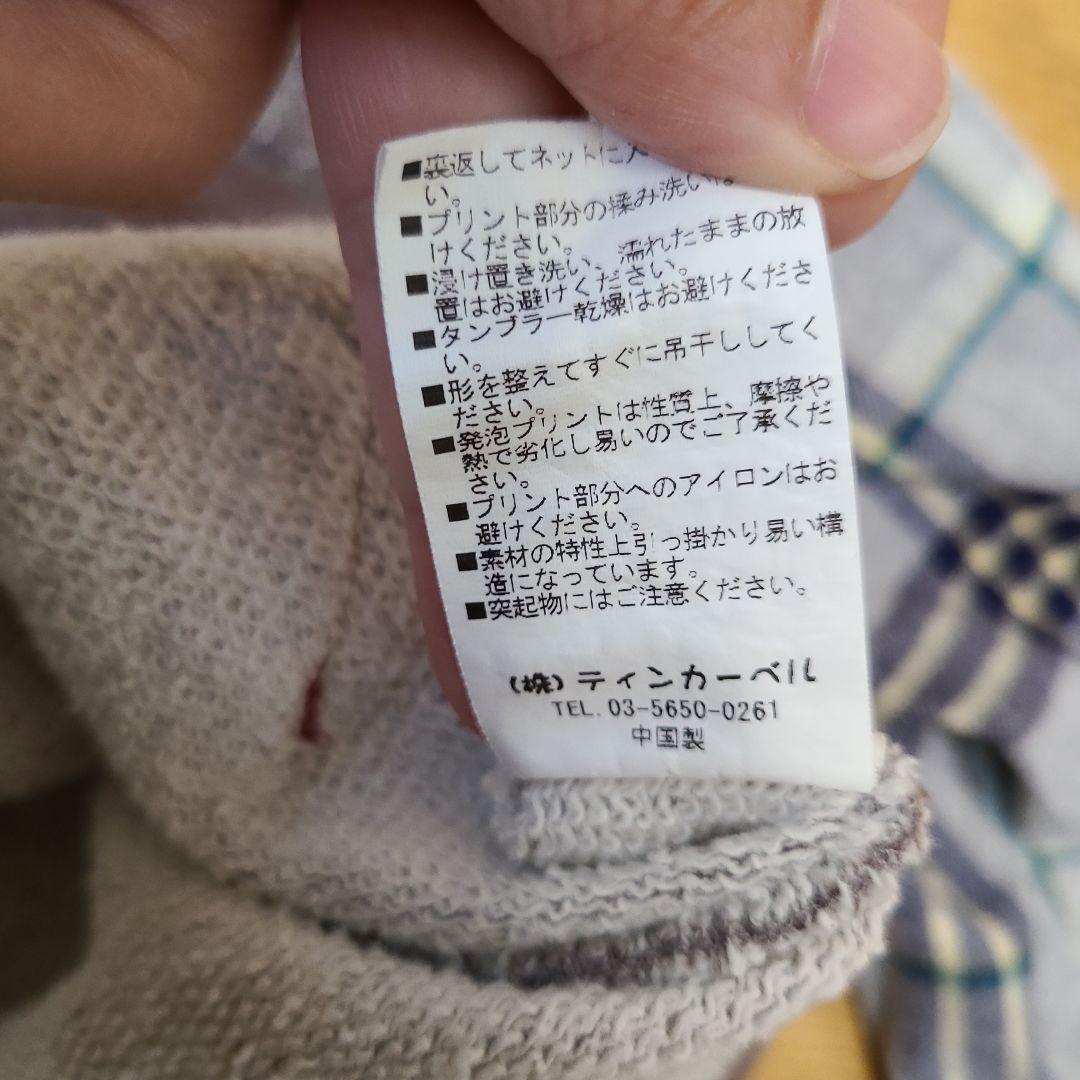 ■裏返してネットに入
い。
■プリント部分の揉み洗い
けください。
■浸け置き洗い、濡れたままの放
置はお避けください。
■タンブラー乾燥はお避けくださ
い。
■形を整えてすぐに吊干ししてく
ださい。
■発泡プリントは性質上、摩擦や
熱で劣化し易いのでご了承くだ
さい。
■プリント部分へのアイロンはお
避けください。
■素材の特性上引っ掛かり易い構
造になっています。
■突起物にはご注意ください。
(株)ティンカーベル
TEL.03-5650-0261
中国製